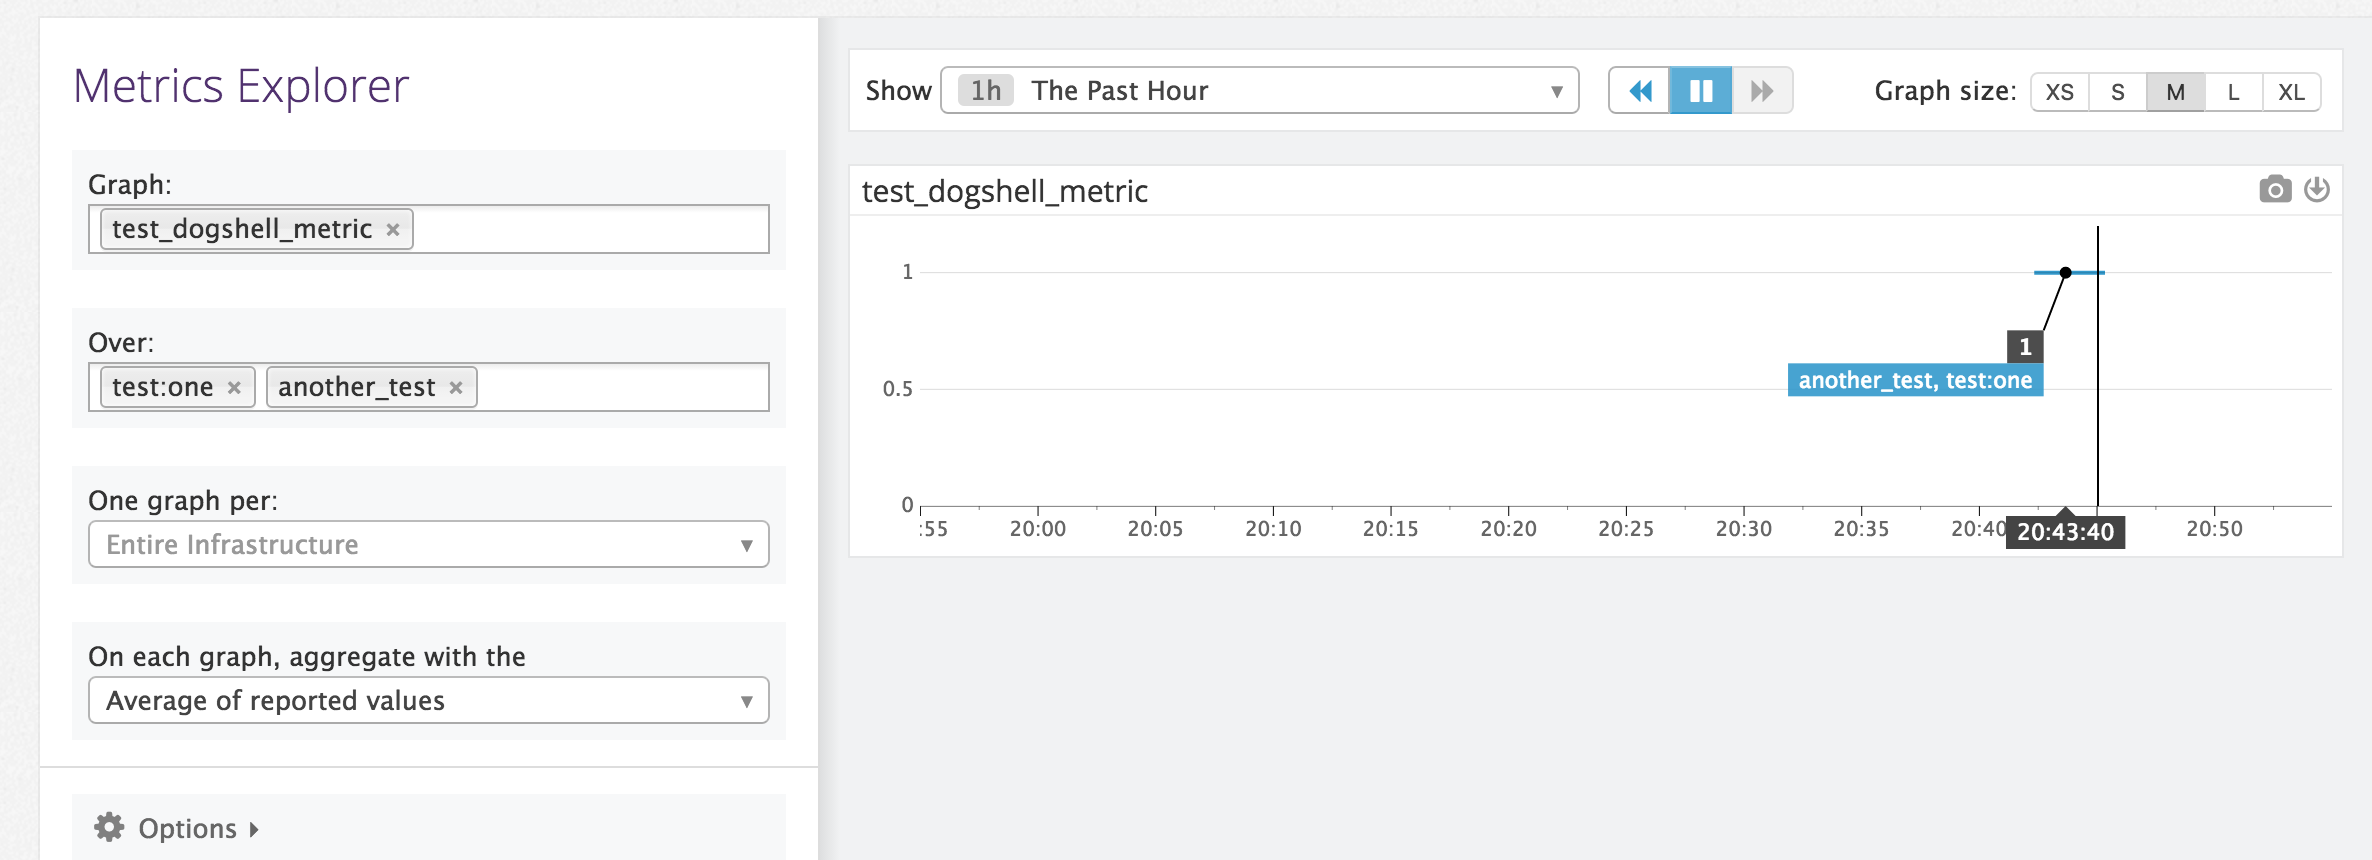 Metrics Explorer
Graph:
test_dogshell_metric ×
Over:
test:one × another_test ×
One graph per:
Entire Infrastructure
On each graph, aggregate with the
Average of reported values
Options
Show 1h The Past Hour
Graph size: XS S M L XL
test_dogshell_metric
1
1
another_test, test:one
0.5
0
:55 20:00 20:05 20:10 20:15 20:20 20:25 20:30 20:35 20:40 20:43:40 20:50